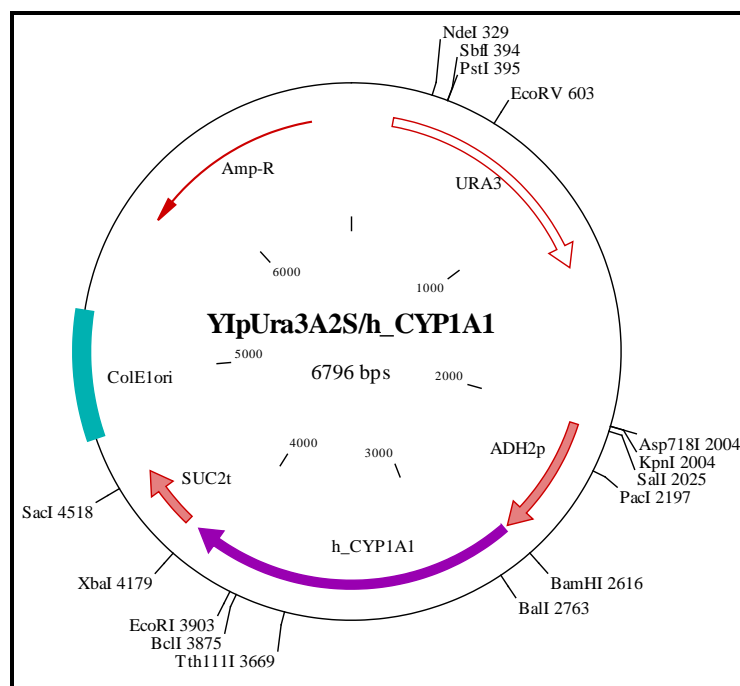 NdeI 329
SbfI 394
PstI 395
EcoRV 603
Amp-R
URA3
6000
1000
YIpUra3A2S/h_CYP1A1
6796 bps
ColE1ori
5000
2000
4000
3000
ADH2p
SUC2t
h_CYP1A1
Asp718I 2004
KpnI 2004
SalI 2025
PacI 2197
SacI 4518
XbaI 4179
BamHI 2616
BalI 2763
EcoRI 3903
BclI 3875
Tth111I 3669